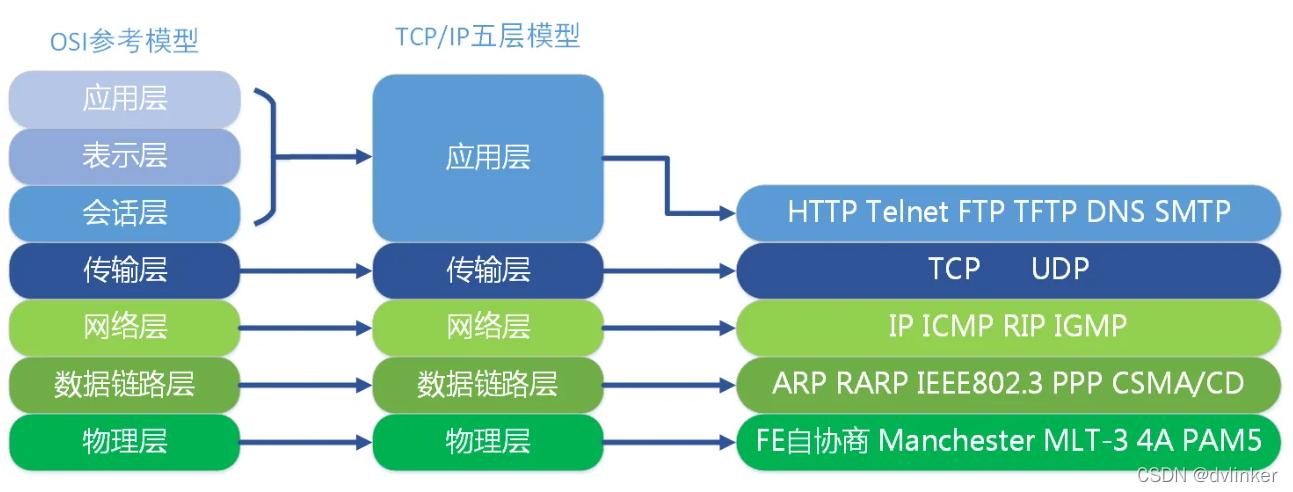 OSI参考模型
TCP/IP五层模型
应用层
表示层
会话层
传输层
网络层
数据链路层
物理层
应用层
传输层
网络层
数据链路层
物理层
HTTP Telnet FTP TFTP DNS SMTP
TCP UDP
IP ICMP RIP IGMP
ARP RARP IEEE802.3 PPP CSMA/CD
FE自协商 Manchester MLT-3 4A PAM5
CSDN @dvlinker